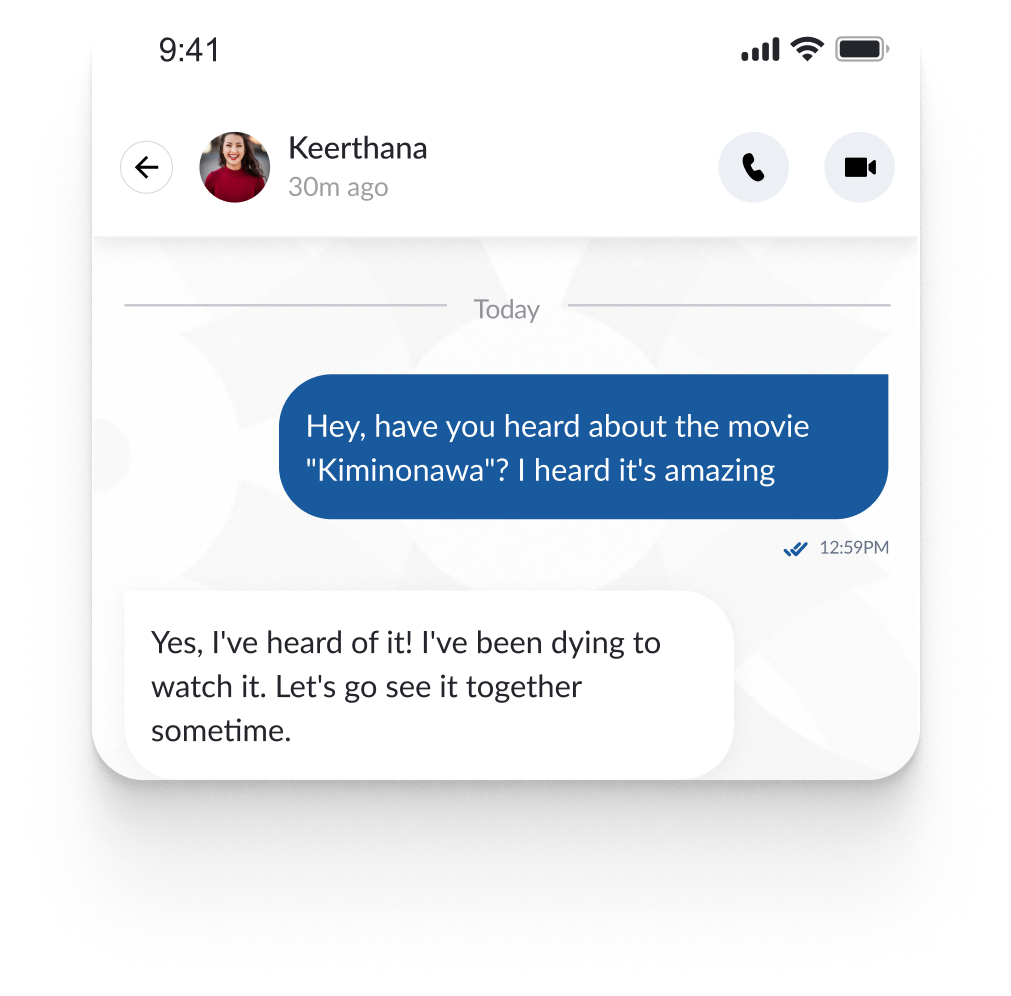 9:41
Keerthana
30m ago
Today
Hey, have you heard about the movie
"Kiminonawa"? I heard it's amazing
12:59PM
Yes, I've heard of it! I've been dying to
watch it. Let's go see it together
sometime.